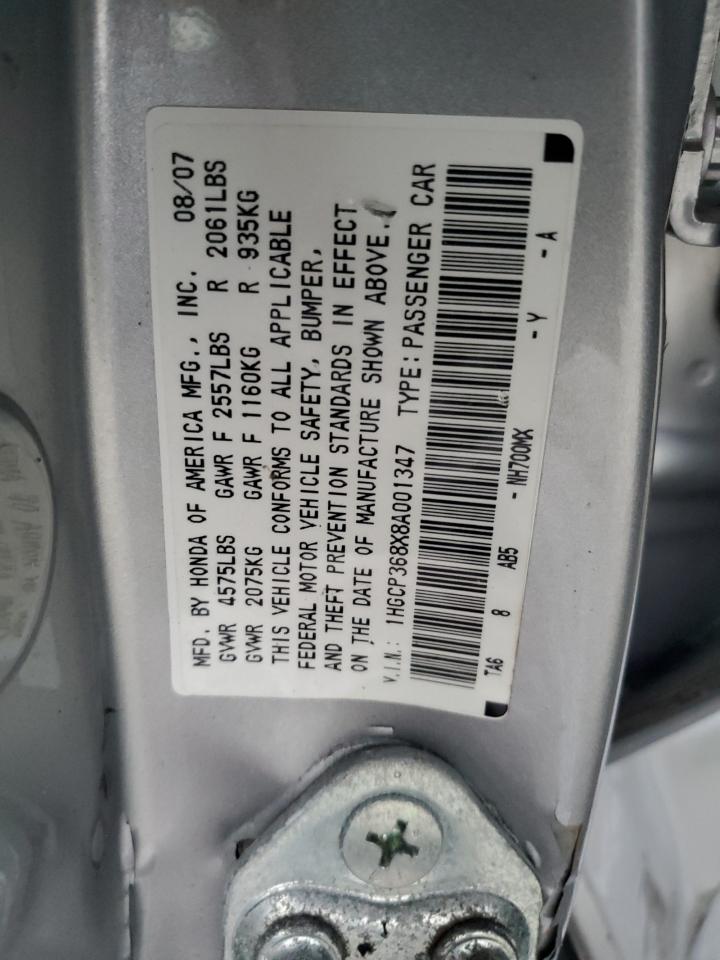 MFD. BY HONDA OF AMERICA MFG., INC. 08/07
GVWR 4575LBS GAWR F 2557LBS R 2061LBS
GVWR 2075KG GAWR F 1160KG R 935KG
THIS VEHICLE CONFORMS TO ALL APPLICABLE
FEDERAL MOTOR VEHICLE SAFETY, BUMPER,
AND THEFT PREVENTION STANDARDS IN EFFECT
ON THE DATE OF MANUFACTURE SHOWN ABOVE.
V.I.N.: 1HGCP368X8A001347 TYPE: PASSENGER CAR
TA6 8 AB5 - NH700MX - Y - A